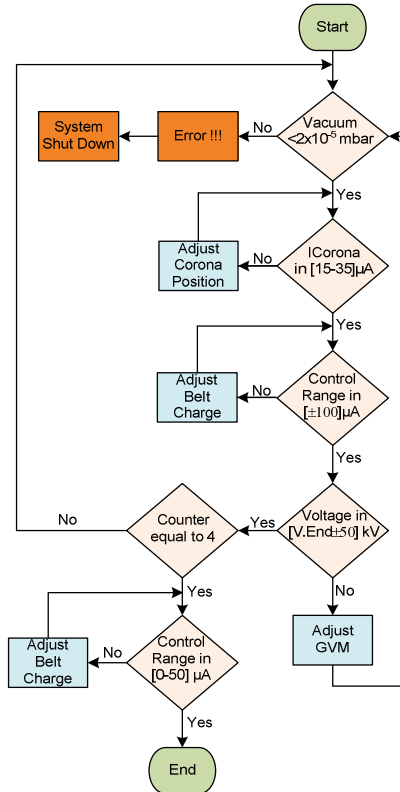 Start
Vacuum
<2x10⁻⁵ mbar
No
Error !!!
System
Shut Down
Yes
ICorona
in [15-35]µA
No
Adjust
Corona
Position
Yes
Control
Range in
[±100]µA
No
Adjust
Belt
Charge
Yes
Voltage in
[V.End±50] kV
Yes
Counter
equal to 4
No
No
Adjust
GVM
Yes
Control
Range in
[0-50] µA
No
Adjust
Belt
Charge
Yes
End